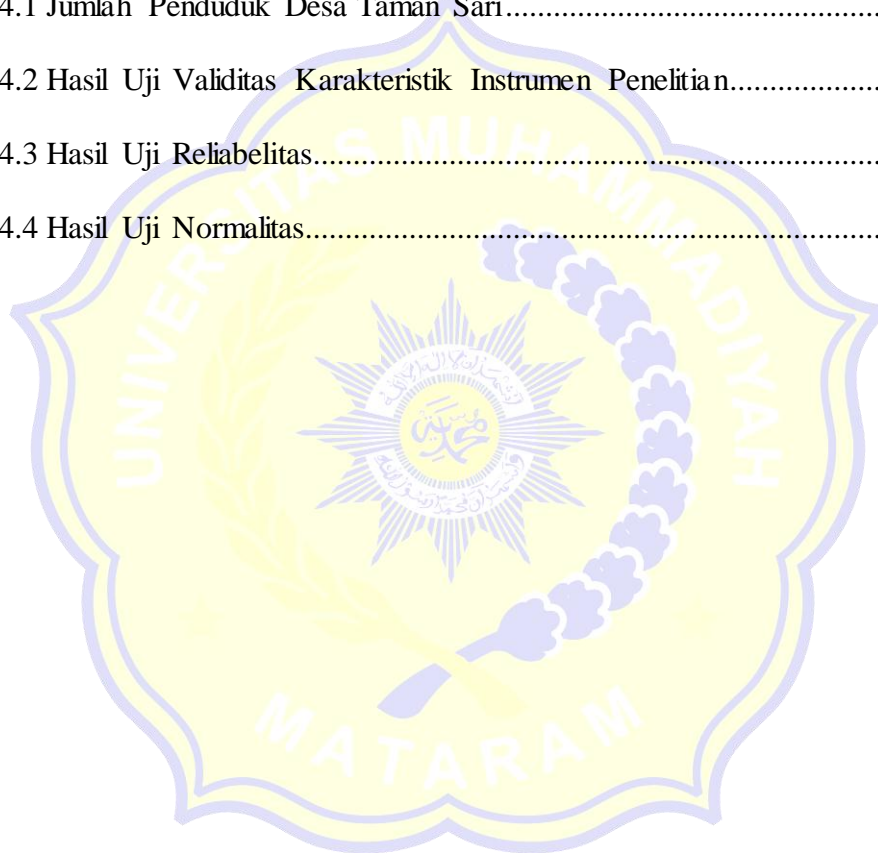 4.1 Jumlah Penduduk Desa Taman Sari....................................................
4.2 Hasil Uji Validitas Karakteristik Instrumen Penelitian..................
4.3 Hasil Uji Reliabelitas......................................................................
4.4 Hasil Uji Normalitas.......................................................................
UNIVERSITAS MUHAMMADIYAH
محمدية
MATARAM